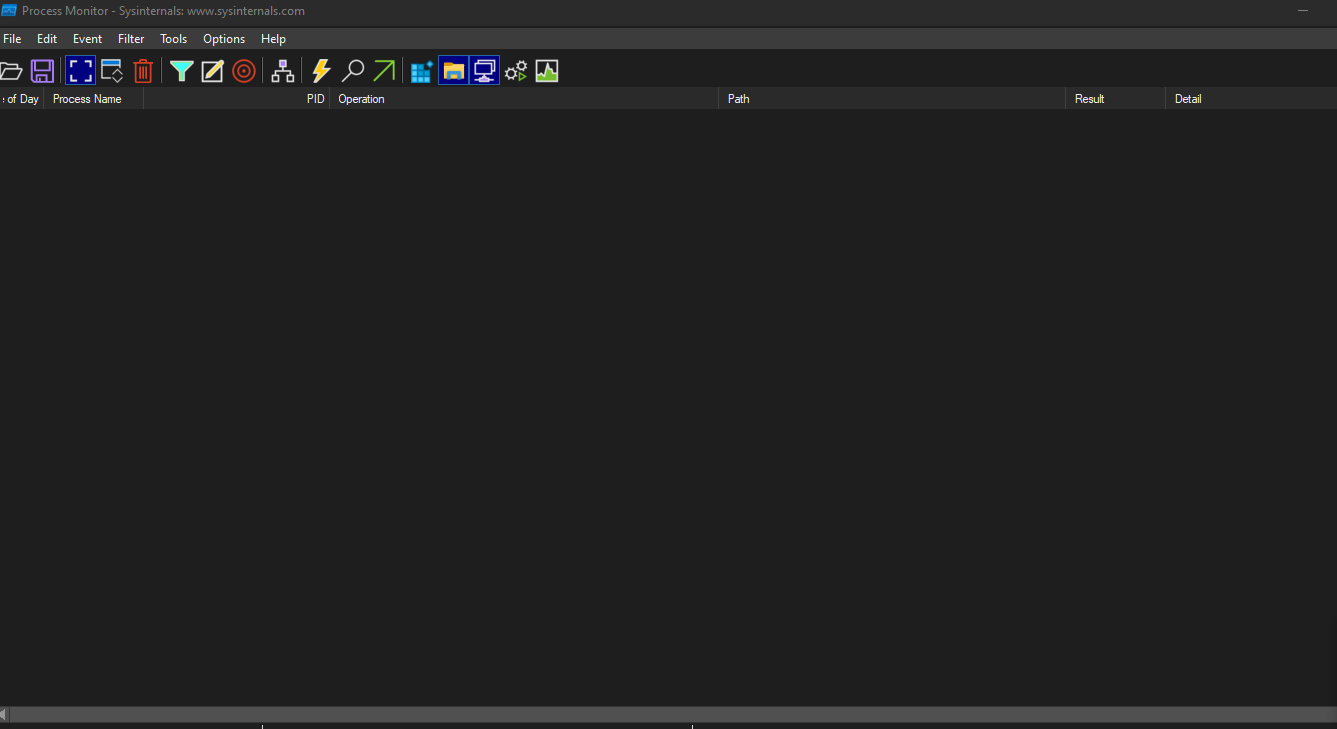 Process Monitor - Sysinternals: www.sysinternals.com
File Edit Event Filter Tools Options Help
of Day Process Name PID Operation Path Result Detail